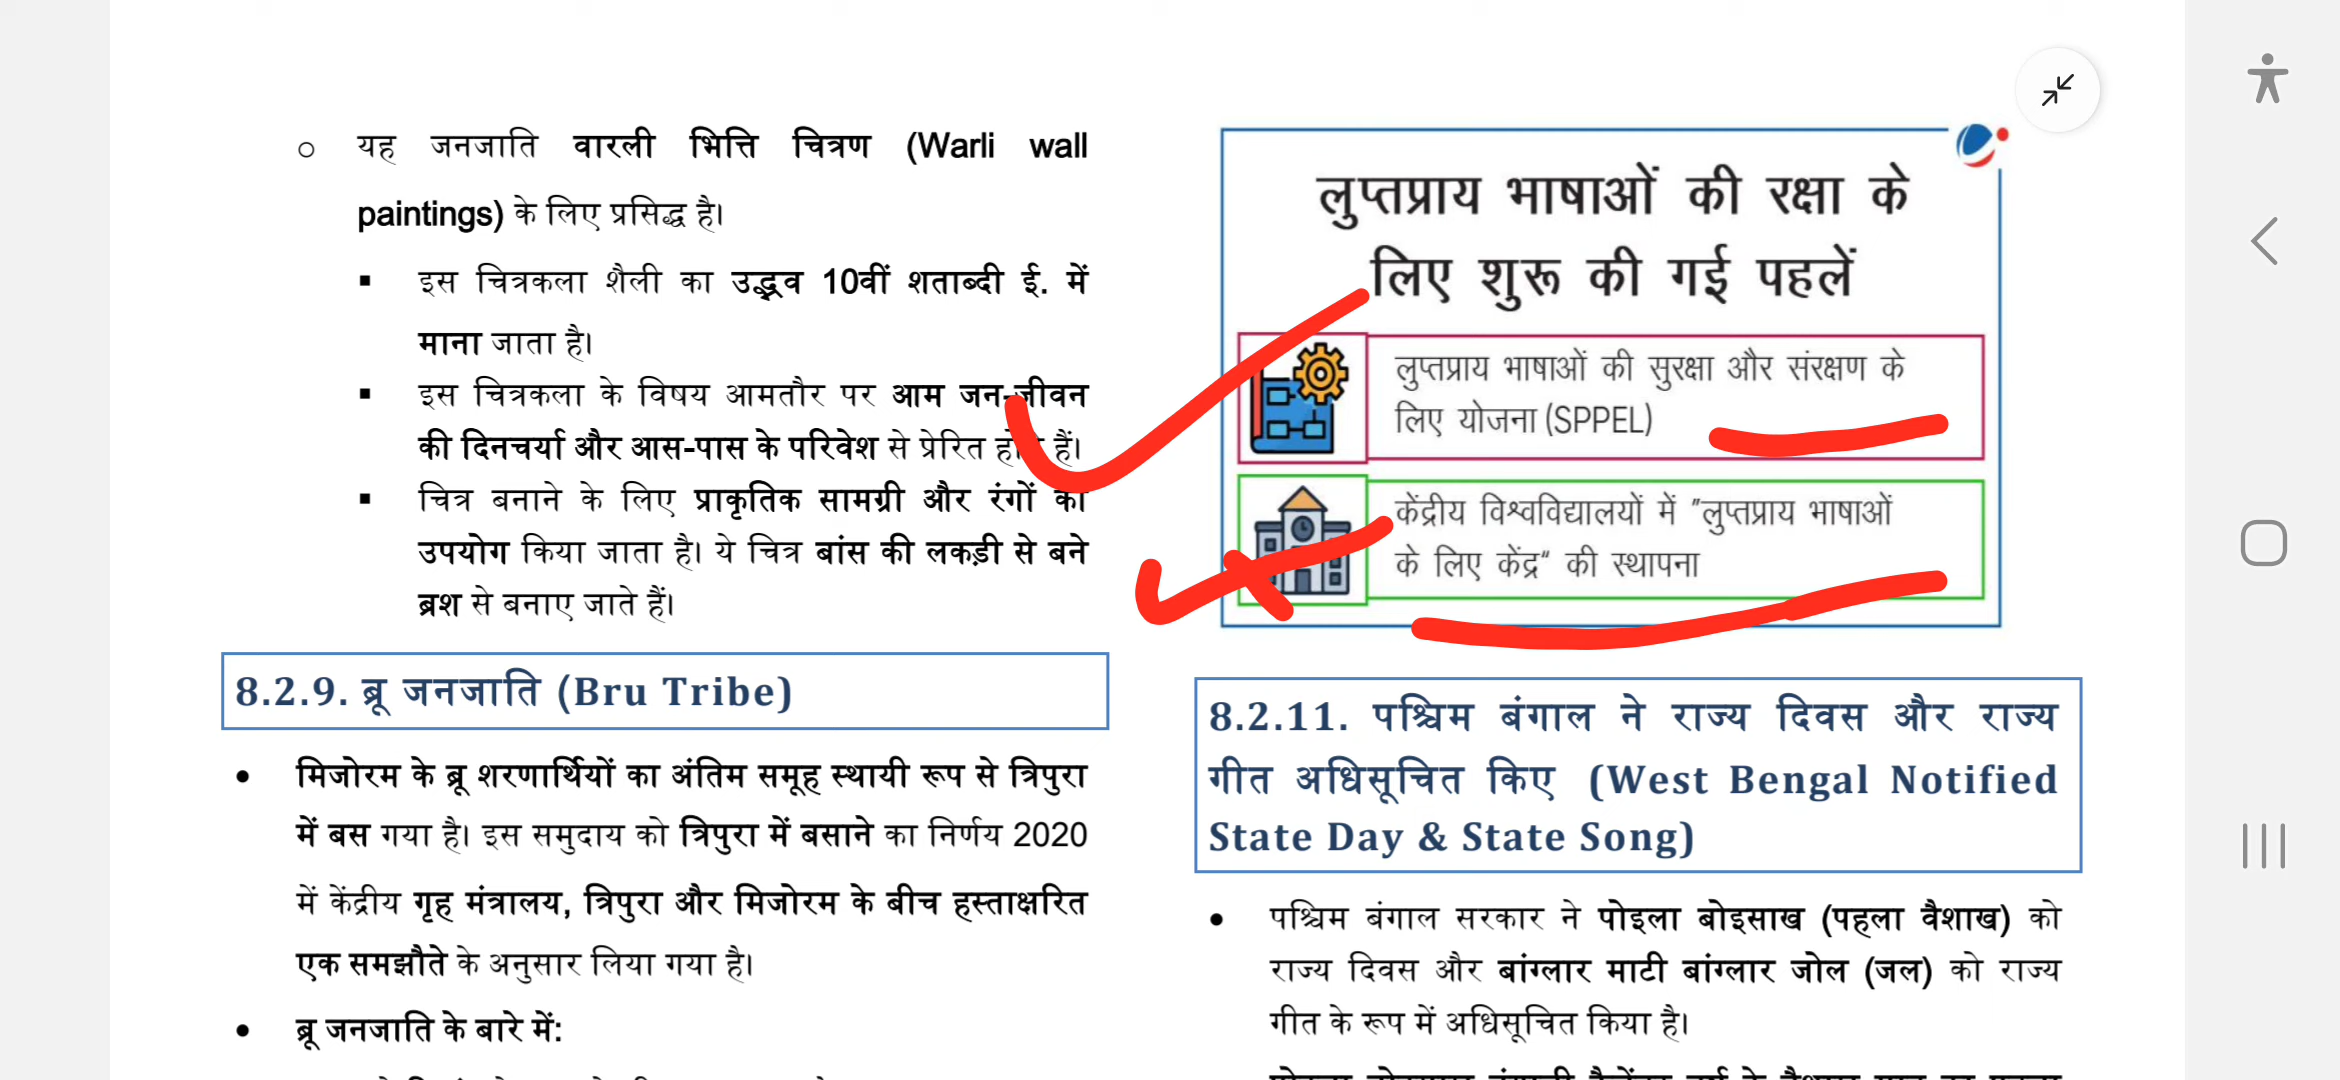 यह जनजाति वारली भित्ति चित्रण (Warli wall
paintings) के लिए प्रसिद्ध है।
इस चित्रकला शैली का उद्भव 10वीं शताब्दी ई. में
माना जाता है।
इस चित्रकला के विषय आमतौर पर आम जन-जीवन
की दिनचर्या और आस-पास के परिवेश से प्रेरित हैं।
चित्र बनाने के लिए प्राकृतिक सामग्री और रंगों का
उपयोग किया जाता है। ये चित्र बांस की लकड़ी से बने
ब्रश से बनाए जाते हैं।
8.2.9. ब्रू जनजाति (Bru Tribe)
मिजोरम के ब्रू शरणार्थियों का अंतिम समूह स्थायी रूप से त्रिपुरा
में बस गया है। इस समुदाय को त्रिपुरा में बसाने का निर्णय 2020
में केंद्रीय गृह मंत्रालय, त्रिपुरा और मिजोरम के बीच हस्ताक्षरित
एक समझौते के अनुसार लिया गया है।
ब्रू जनजाति के बारे में:
लुप्तप्राय भाषाओं की रक्षा के
लिए शुरू की गई पहलें
लुप्तप्राय भाषाओं की सुरक्षा और संरक्षण के
लिए योजना (SPPEL)
केंद्रीय विश्वविद्यालयों में "लुप्तप्राय भाषाओं
के लिए केंद्र" की स्थापना
8.2.11. पश्चिम बंगाल ने राज्य दिवस और राज्य
गीत अधिसूचित किए (West Bengal Notified
State Day & State Song)
पश्चिम बंगाल सरकार ने पोइला बोइसाख (पहला वैशाख) को
राज्य दिवस और बांग्लार माटी बांग्लार जोल (जल) को राज्य
गीत के रूप में अधिसूचित किया है।